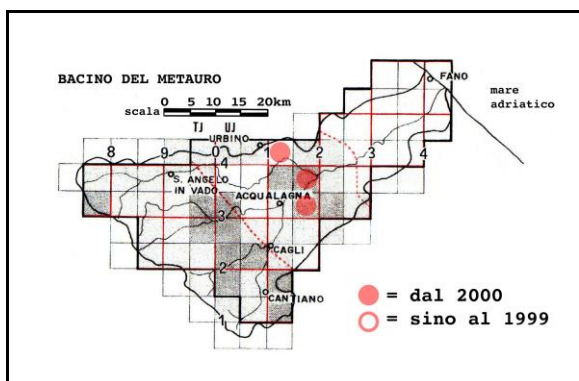 BACINO DEL METAURO
scala 0 5 10 15 20km
TJ UJ
FANO
mare
adriatico
URBINO
8 9 0 1 2 3 4
4
S. ANGELO
IN VADO
ACQUALAGNA
3
CAGLI
2
CANTIANO
1
= dal 2000
= sino al 1999